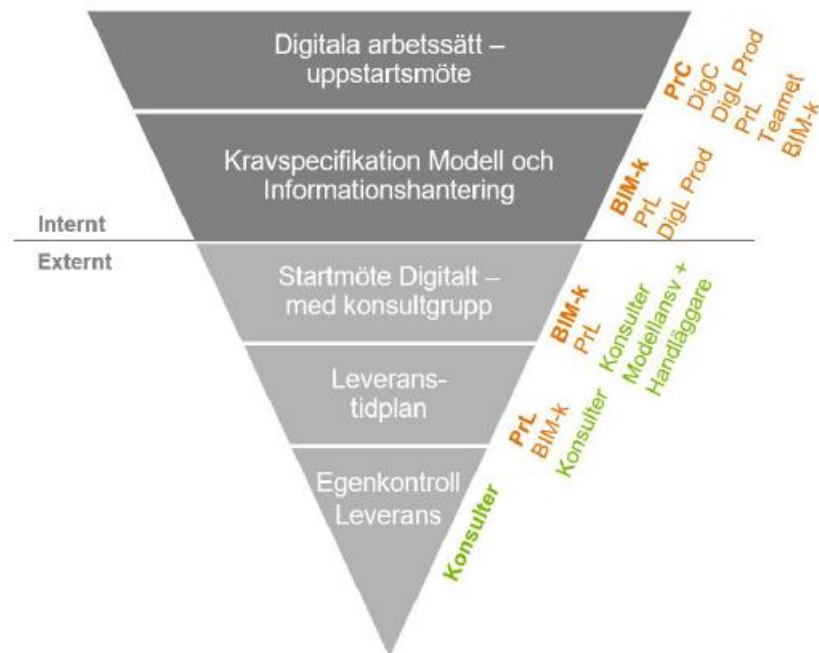 Digitala arbetssätt –
uppstartsmöte
PrC
DigC
DigL Prod
PrL
Teamet
BIM-k
Kravspecifikation Modell och
Informationshantering
BIM-k
PrL
DigL Prod
Internt
Externt
Startmöte Digitalt –
med konsultgrupp
BIM-k
PrL
Konsulter
Modellansv +
Handläggare
Leverans-
tidplan
PrL
BIM-k
Konsulter
Egenkontroll
Leverans
Konsulter